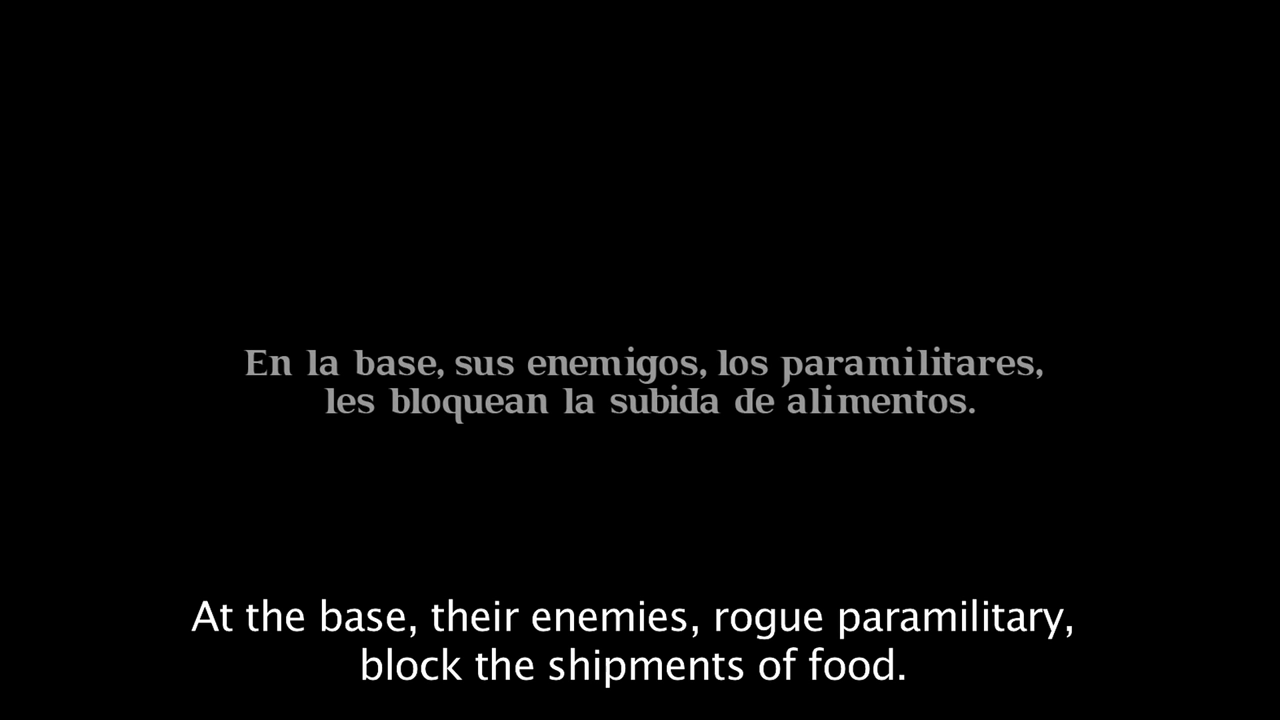 En la base, sus enemigos, los paramilitares,
les bloquean la subida de alimentos.
At the base, their enemies, rogue paramilitary,
block the shipments of food.